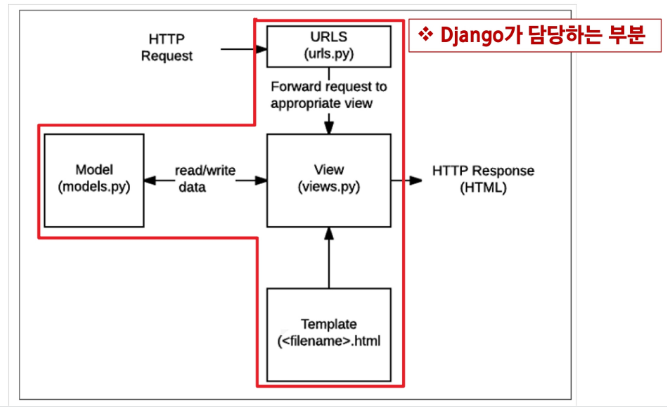 HTTP
Request
URLS
(urls.py)
❖ Django가 담당하는 부분
Forward request to
appropriate view
Model
(models.py)
read/write
data
View
(views.py)
HTTP Response
(HTML)
Template
(<filename>.html